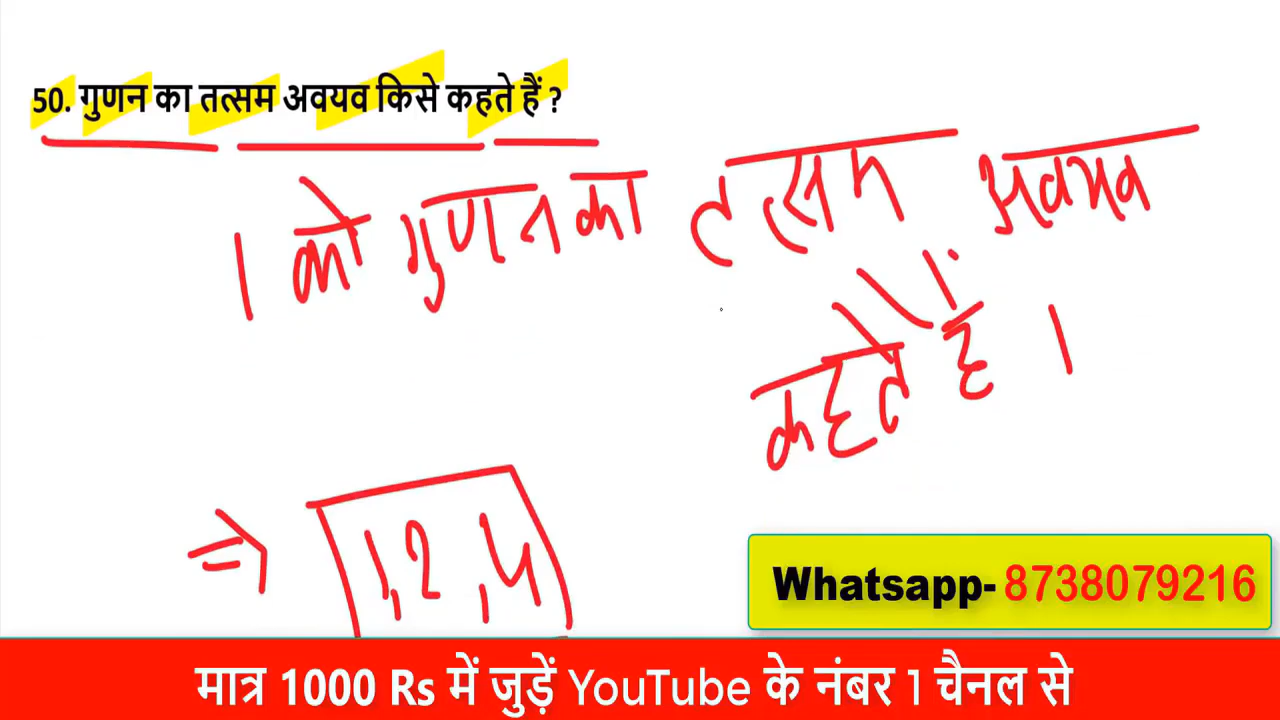 50. गुणन का तत्सम अवयव किसे कहते हैं ?
1 को गुणन का तत्सम अवयव
कहते हैं ।
⇒ 1, 2, 4
Whatsapp- 8738079216
मात्र 1000 Rs में जुड़ें YouTube के नंबर 1 चैनल से